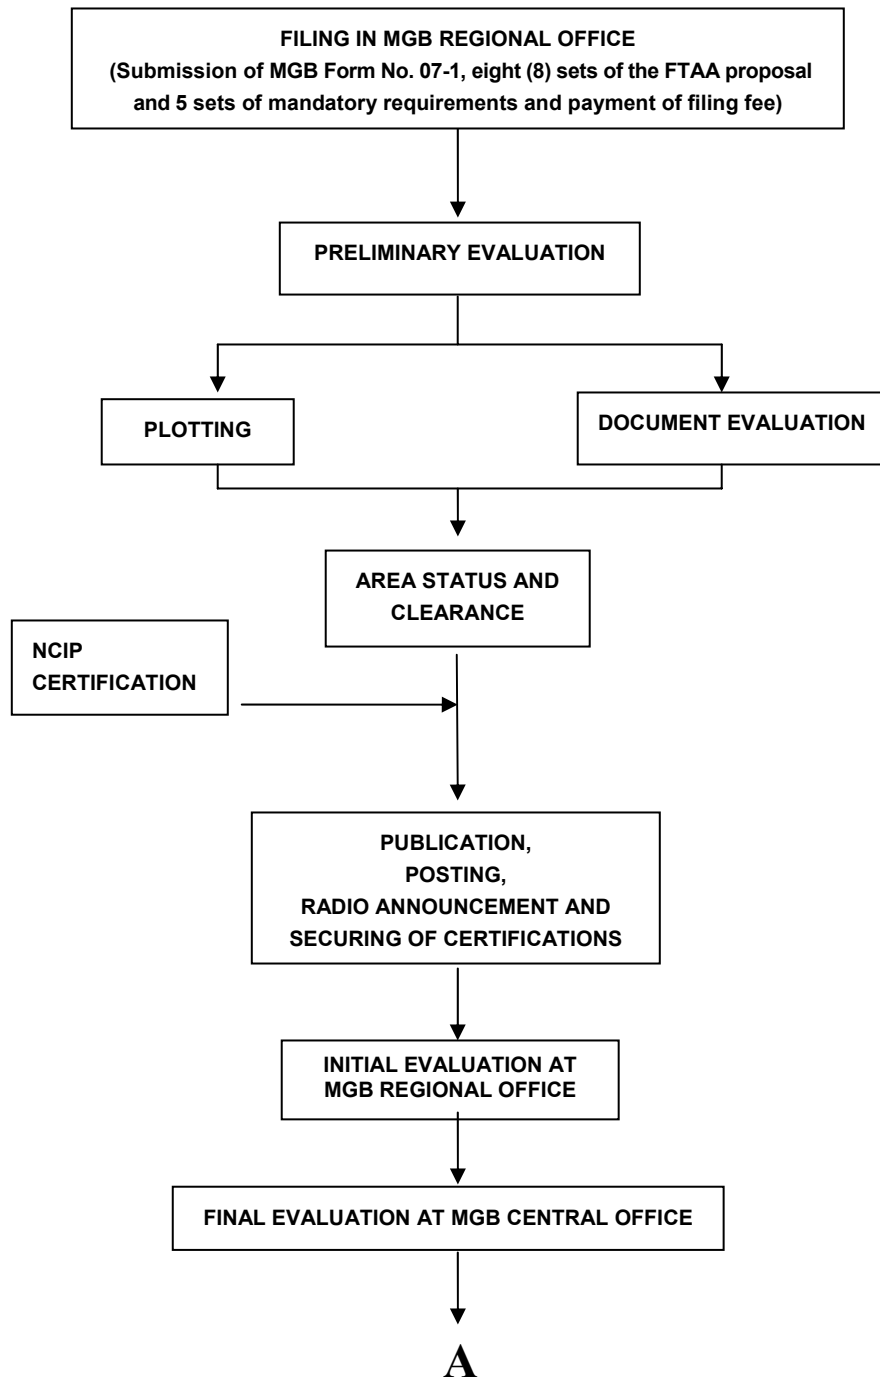 FILING IN MGB REGIONAL OFFICE
(Submission of MGB Form No. 07-1, eight (8) sets of the FTAA proposal
and 5 sets of mandatory requirements and payment of filing fee)
PRELIMINARY EVALUATION
PLOTTING
DOCUMENT EVALUATION
AREA STATUS AND
CLEARANCE
NCIP
CERTIFICATION
PUBLICATION,
POSTING,
RADIO ANNOUNCEMENT AND
SECURING OF CERTIFICATIONS
INITIAL EVALUATION AT
MGB REGIONAL OFFICE
FINAL EVALUATION AT MGB CENTRAL OFFICE
A